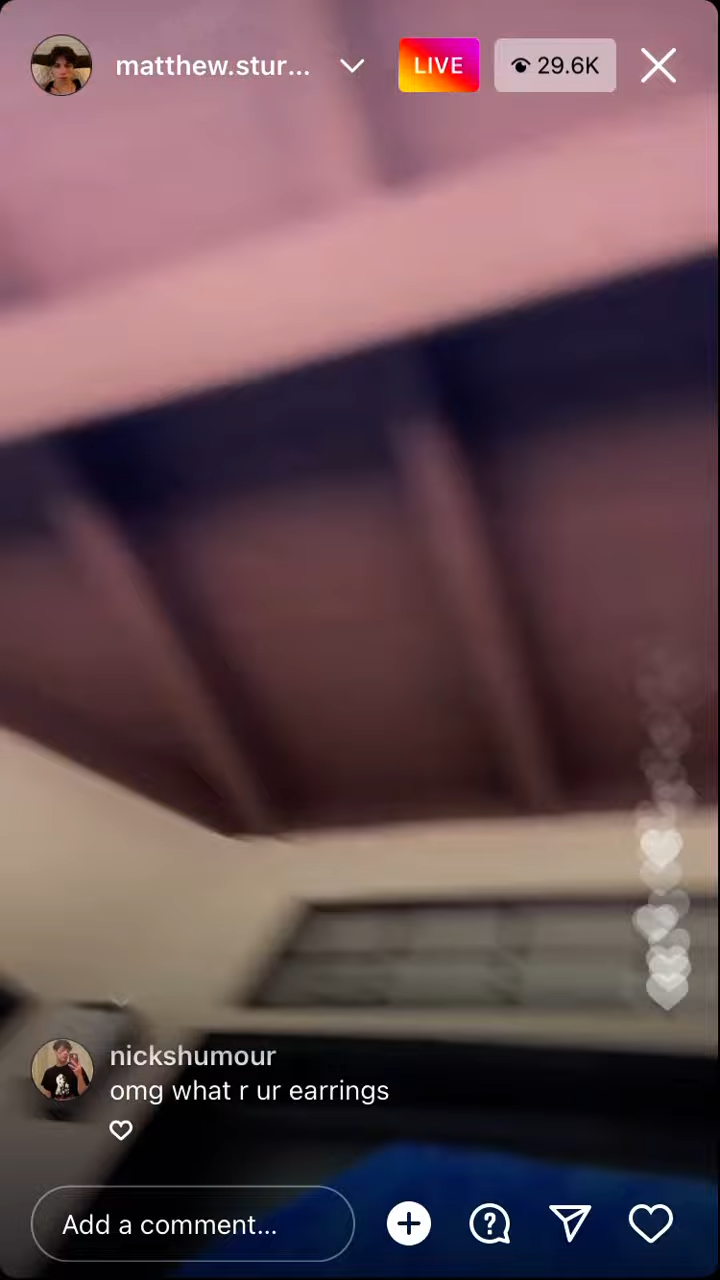 matthew.stur...
LIVE
29.6K
nickshumour
omg what r ur earrings
Add a comment...